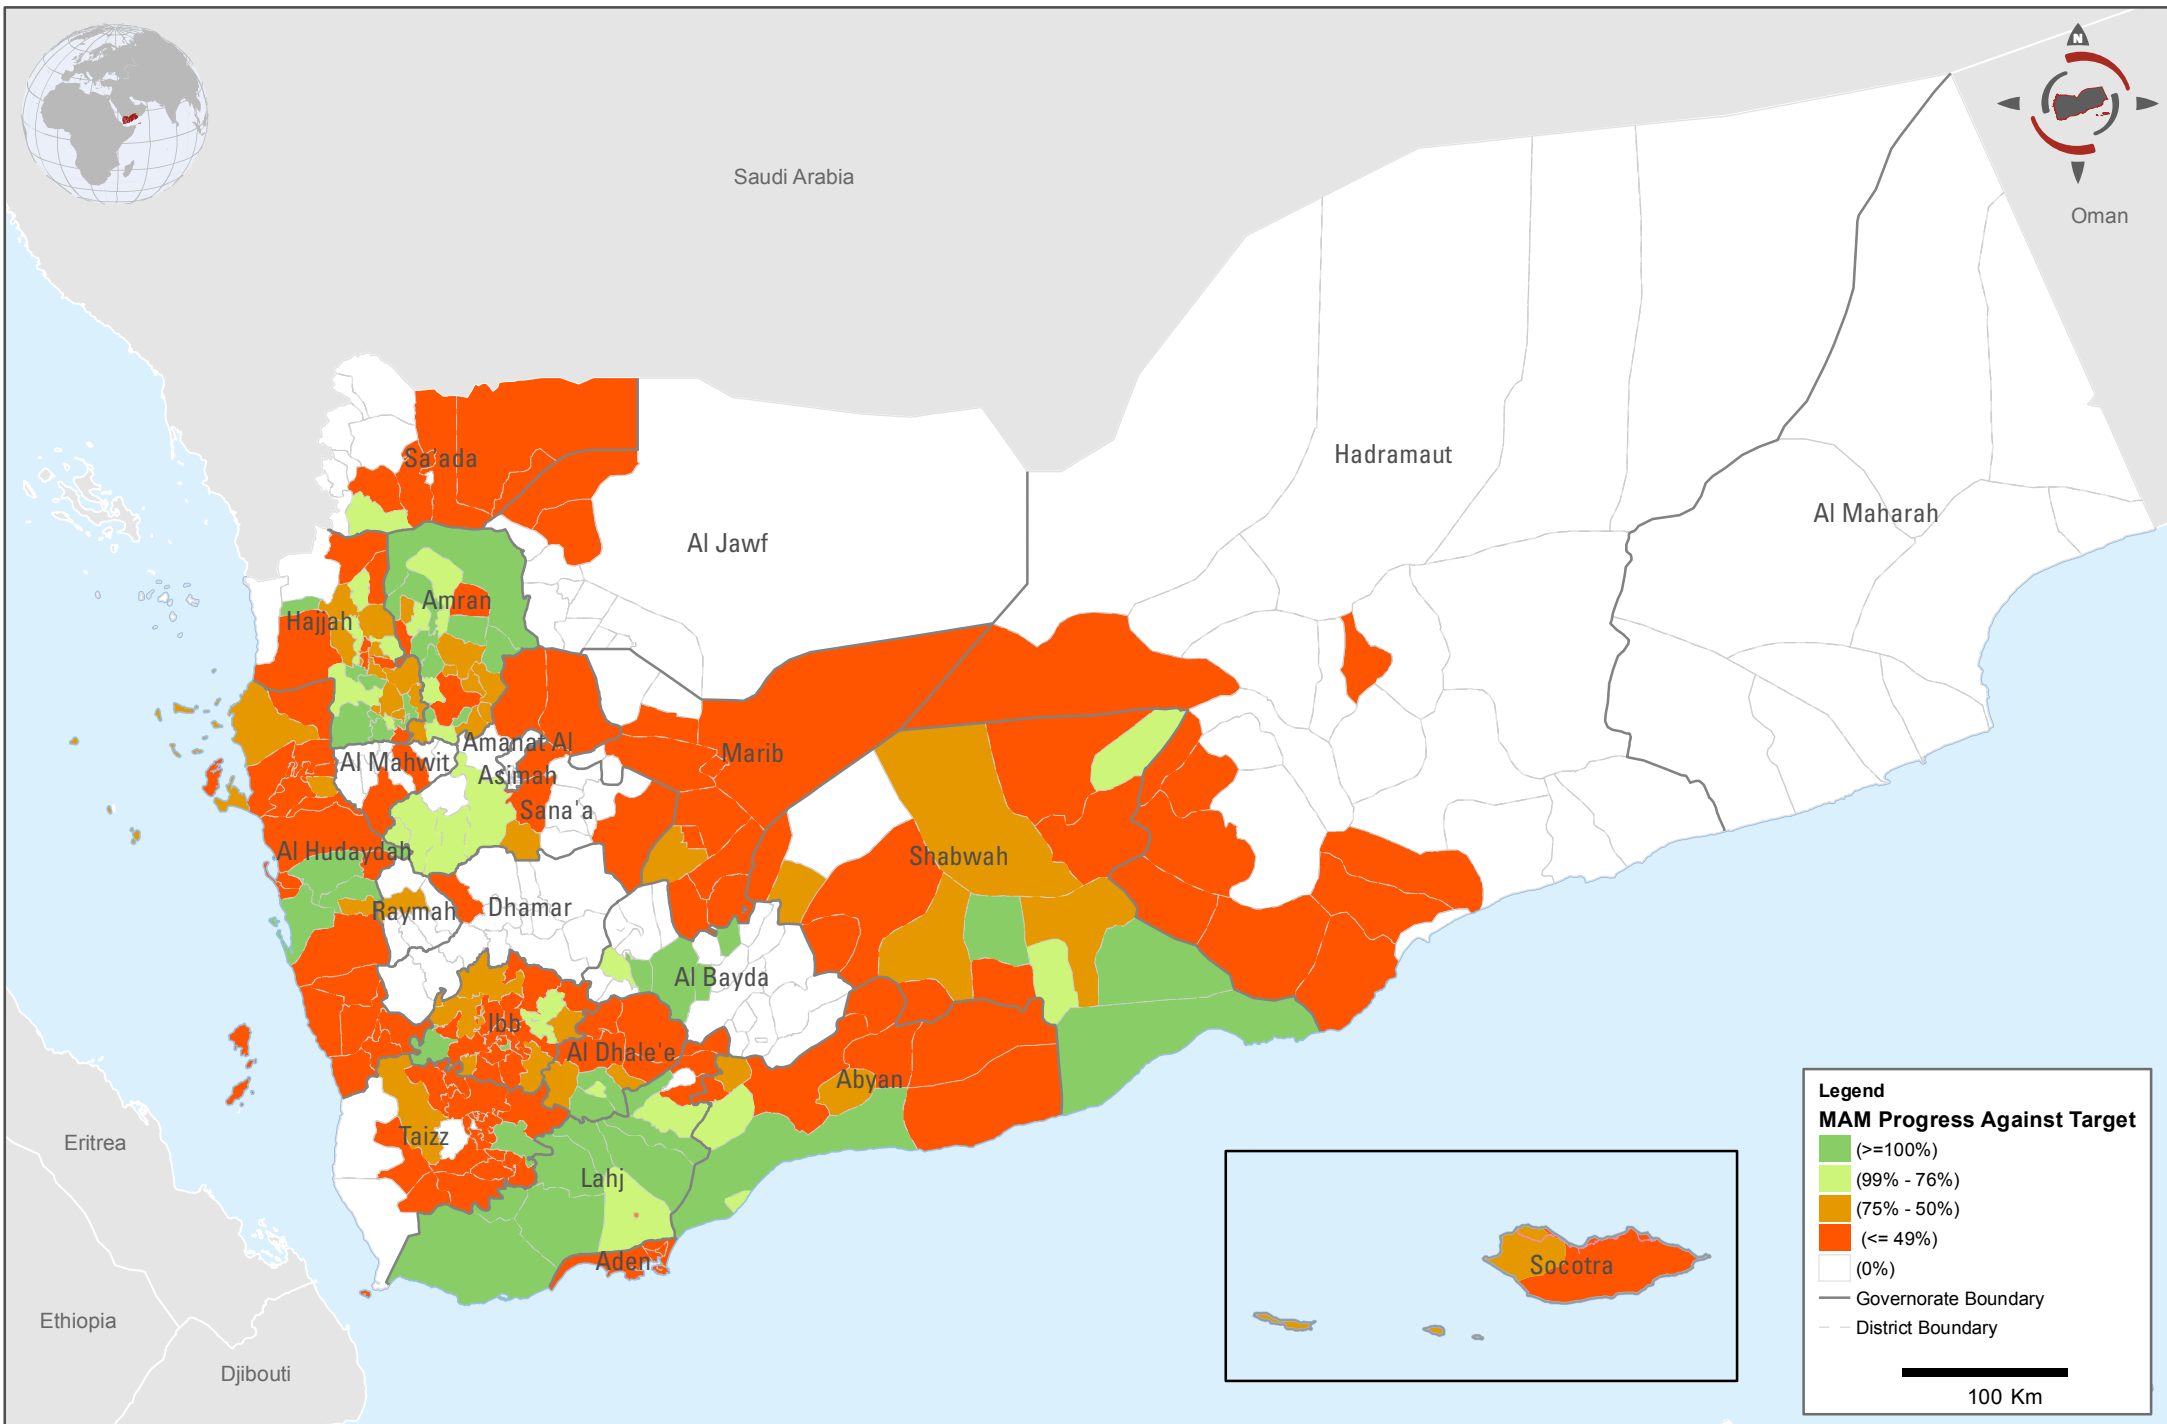 N
Saudi Arabia
Oman
Hadramaut
Sa'ada
Al Maharah
Al Jawf
Amran
Hajjah
Amanat Al
Asimah
Marib
Al Mahwit
Sana'a
Al Hudaydah
Shabwah
Raymah
Dhamar
Al Bayda
Ibb
Al Dhale'e
Abyan
Taizz
Eritrea
Lahj
Aden
Socotra
Ethiopia
Djibouti
Legend
MAM Progress Against Target
(>=100%)
(99% - 76%)
(75% - 50%)
(<= 49%)
(0%)
Governorate Boundary
District Boundary
100 Km